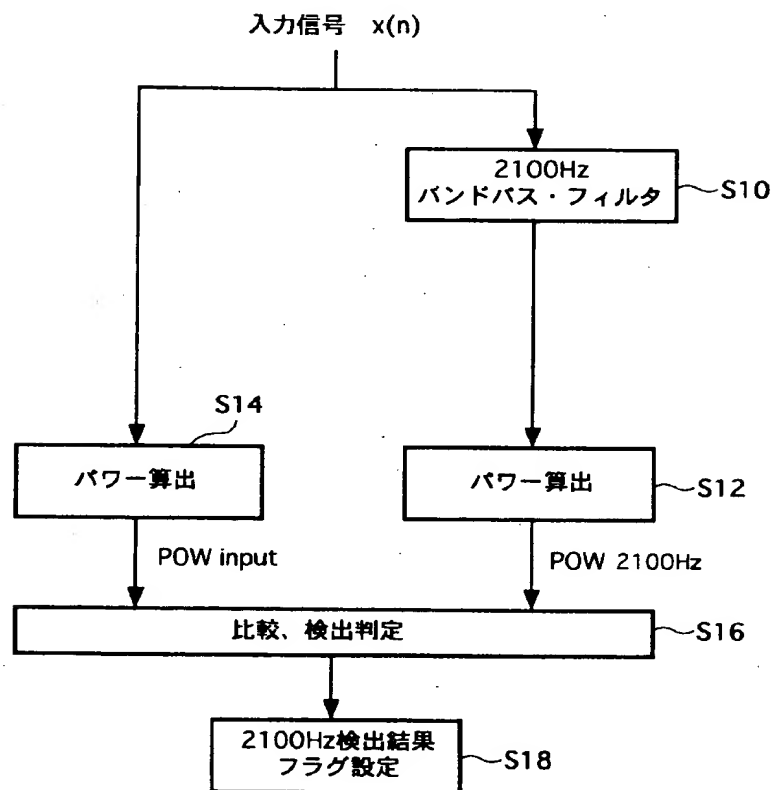 入力信号 x(n)
2100Hz
バンドパス・フィルタ
S10
S14
パワー算出
パワー算出
S12
POW input
POW 2100Hz
比較、検出判定
S16
2100Hz検出結果
フラグ設定
S18